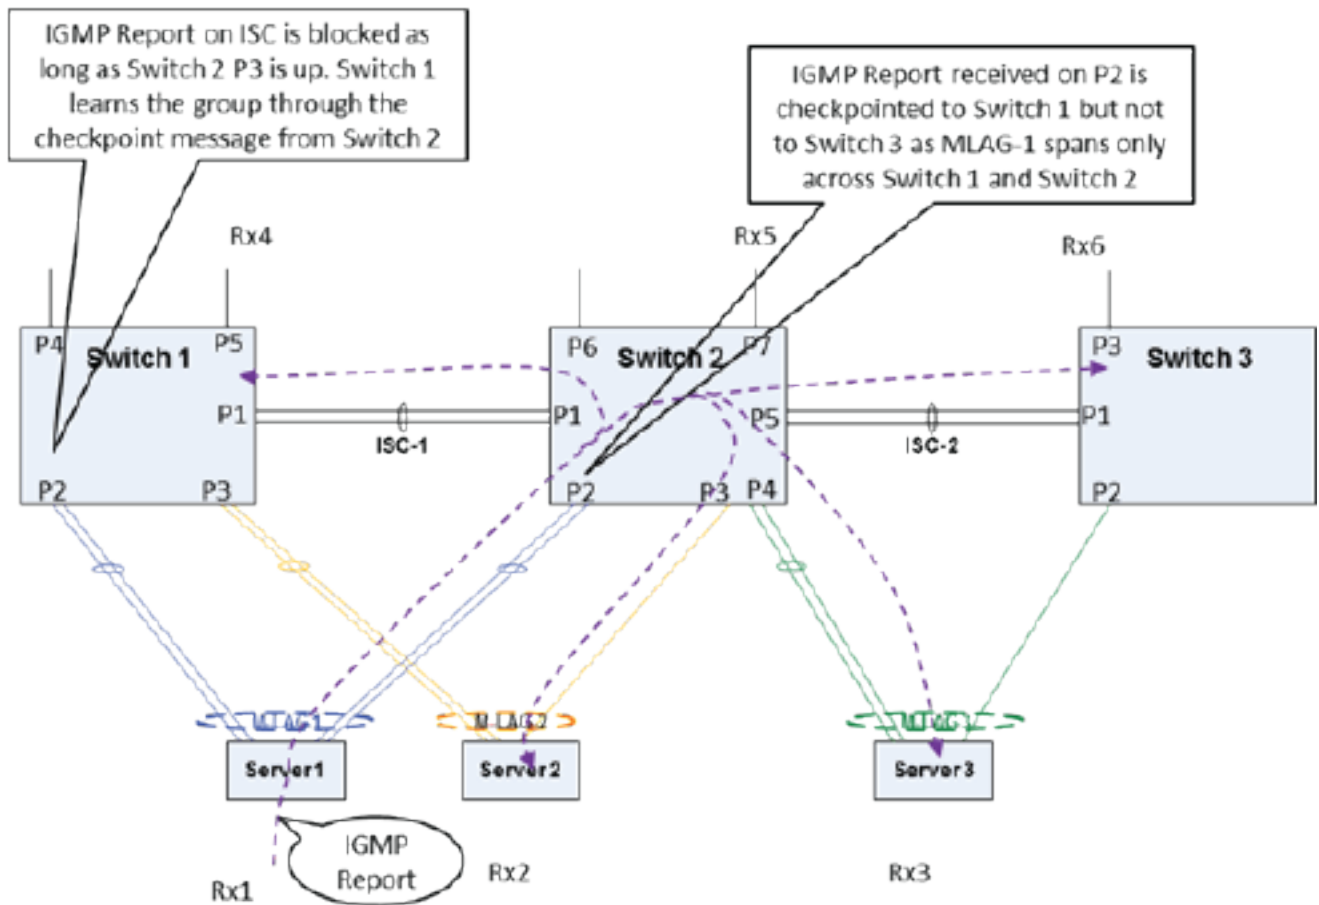 IGMP Report on ISC is blocked as
long as Switch 2 P3 is up. Switch 1
learns the group through the
checkpoint message from Switch 2
IGMP Report received on P2 is
checkpointed to Switch 1 but not
to Switch 3 as MLAG-1 spans only
across Switch 1 and Switch 2
Rx4
Rx5
Rx6
P4
Switch 1
P5
P6
Switch 2
P7
P3
Switch 3
P1
ISC-1
P1
P5
ISC-2
P1
P2
P3
P2
P3
P4
P2
MLAG 1
M-LAG 2
Server1
Server2
Server3
IGMP
Report
Rx1
Rx2
Rx3